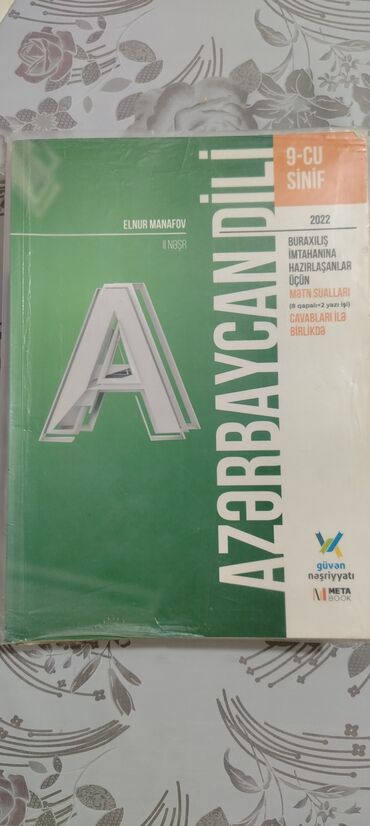 ELNUR MANAFOV
II NƏŞR
A
AZƏRBAYCAN DİLİ
9-CU
SİNİF
2022
BURAXILIŞ
İMTAHANINA
HAZIRLAŞANLAR
ÜÇÜN
MƏTN SUALLARI
(8 qapalı+2 yazı işi)
CAVABLARI İLƏ
BİRLİKDƏ
güvən
nəşriyyatı
META
BOOK